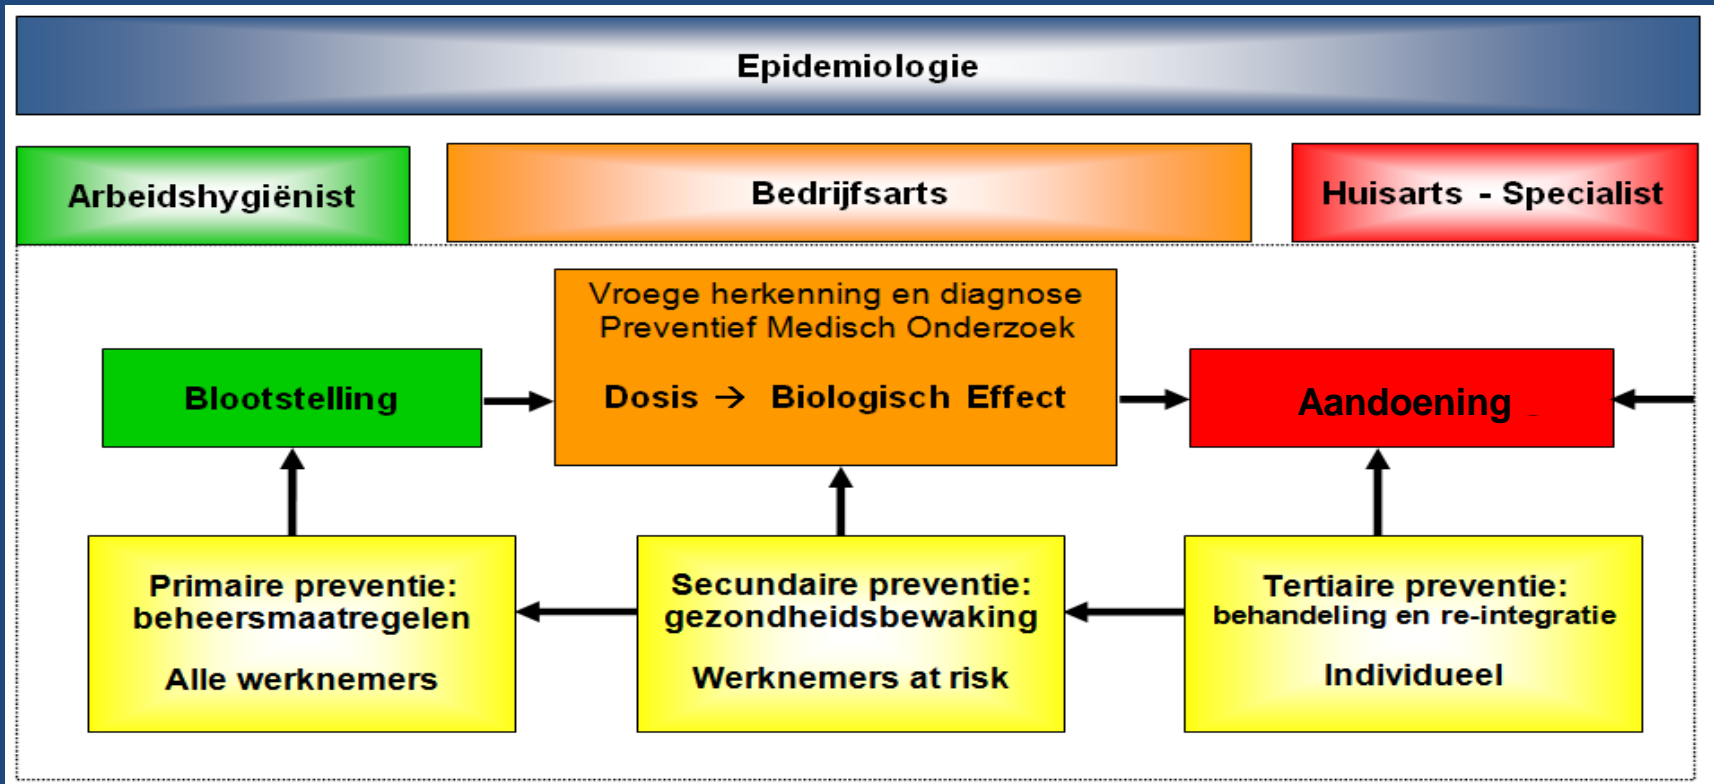 Epidemiologie
Arbeidshygiënist
Bedrijfsarts
Huisarts - Specialist
Vroege herkenning en diagnose
Preventief Medisch Onderzoek
Dosis → Biologisch Effect
Blootstelling
Aandoening
Primaire preventie:
beheersmaatregelen
Alle werknemers
Secundaire preventie:
gezondheidsbewaking
Werknemers at risk
Tertiaire preventie:
behandeling en re-integratie
Individueel